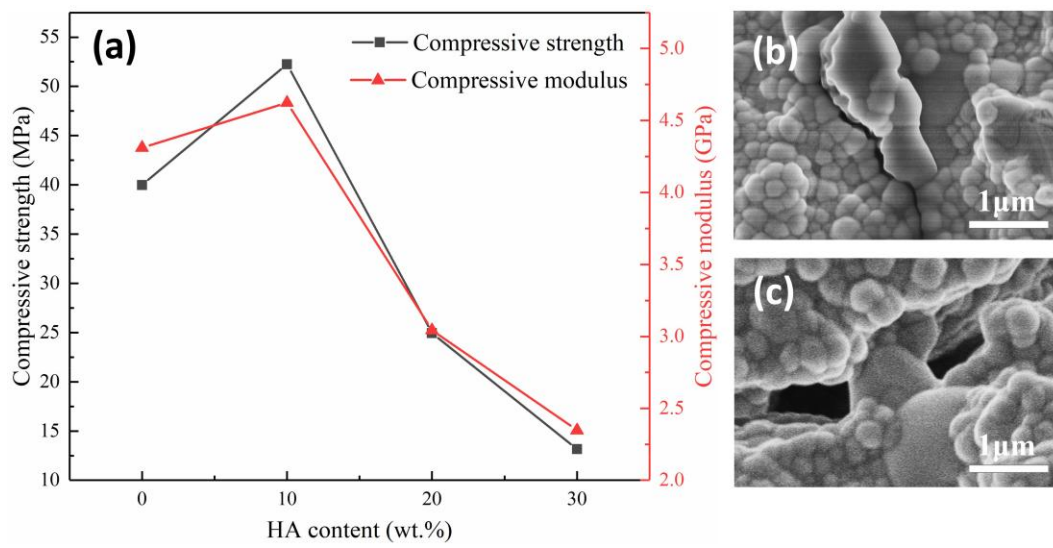 (a)
Compressive strength
Compressive modulus
Compressive strength (MPa)
55
50
45
40
35
30
25
20
15
10
0
10
20
30
HA content (wt.%)
5.0
4.5
4.0
3.5
3.0
2.5
2.0
Compressive modulus (GPa)
(b)
1μm
(c)
1μm